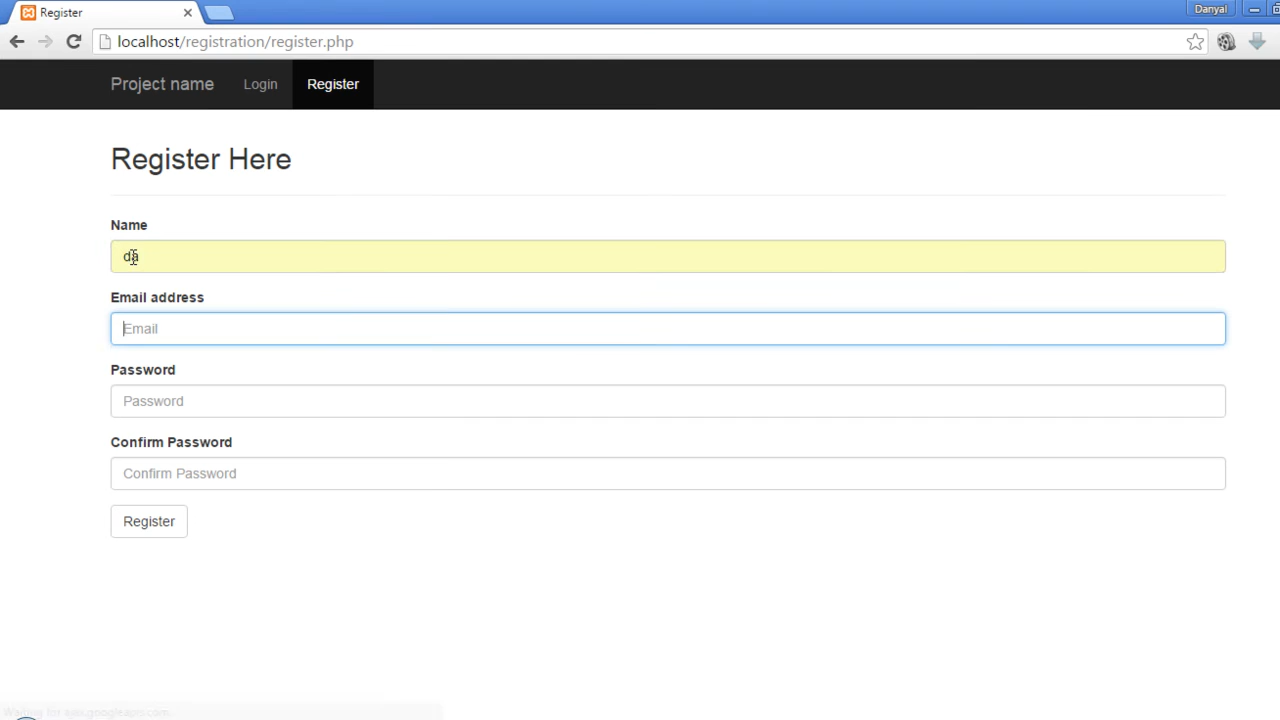 Register
Danyal
localhost/registration/register.php
Project name Login Register
Register Here
Name
da
Email address
Email
Password
Password
Confirm Password
Confirm Password
Register